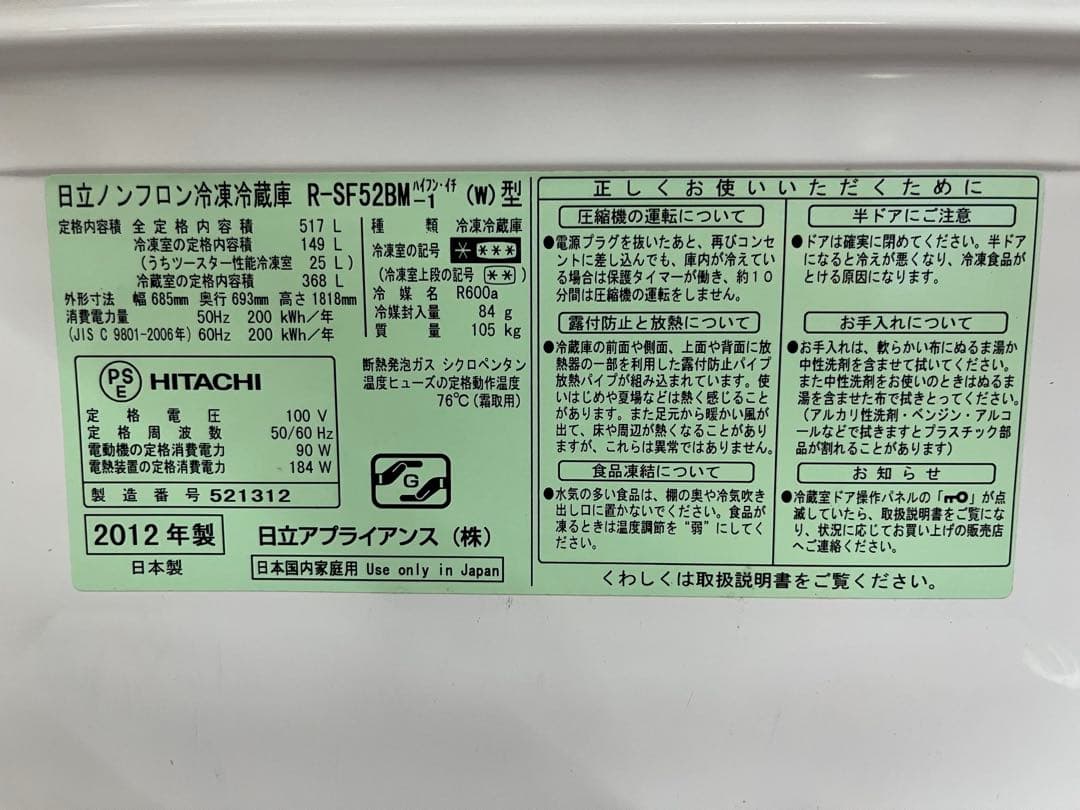 日立ノンフロン冷凍冷蔵庫 R-SF52BM-1 ハイフン・イチ (W) 型
定格内容積 全定格内容積 517 L
冷凍室の定格内容積 149 L
(うちツースター性能冷凍室 25 L)
冷蔵室の定格内容積 368 L
外形寸法 幅 685mm 奥行 693mm 高さ 1818mm
消費電力量 50Hz 200 kWh/年
(JIS C 9801-2006年) 60Hz 200 kWh/年
種類 冷凍冷蔵庫
冷凍室の記号 * ***
(冷凍室上段の記号 **)
冷媒名 R600a
冷媒封入量 84 g
質量 105 kg
PS
E
HITACHI
定格電圧 100 V
定格周波数 50/60 Hz
電動機の定格消費電力 90 W
電熱装置の定格消費電力 184 W
製造番号 521312
断熱発泡ガス シクロペンタン
温度ヒューズの定格動作温度
76℃(霜取用)
G
2012年製
日本製
日立アプライアンス(株)
日本国内家庭用 Use only in Japan
正しくお使いいただくために
圧縮機の運転について
●電源プラグを抜いたあと、再びコンセ
ントに差し込んでも、庫内が冷えてい
る場合は保護タイマーが働き、約10
分間は圧縮機の運転をしません。
露付防止と放熱について
●冷蔵庫の前面や側面、上面や背面に放
熱器の一部を利用した露付防止パイプ
放熱パイプが組み込まれています。使
いはじめや夏場などは熱く感じることが
あります。また足元から暖かい風が
出て、床や周辺が熱くなることがあり
ますが、これらは異常ではありません。
食品凍結について
●水気の多い食品は、棚の奥や冷気吹き
出し口に置かないでください。食品が
凍るときは温度調節を“弱”にしてく
ださい。
半ドアにご注意
●ドアは確実に閉めてください。半ドア
になると冷えが悪くなり、冷凍食品が
とける原因になります。
お手入れについて
●お手入れは、軟らかい布にぬるま湯か
中性洗剤を含ませて拭いてください。
また中性洗剤をお使いのときはぬるま
湯を含ませた布で拭きとってください。
(アルカリ性洗剤・ベンジン・アルコ
ールなどで拭きますとプラスチック部
品が割れることがあります。)
お知らせ
●冷蔵室ドア操作パネルの「」が点
滅していたら、取扱説明書をご覧にな
り、状況に応じてお買い上げの販売店
へご連絡ください。
くわしくは取扱説明書をご覧ください。